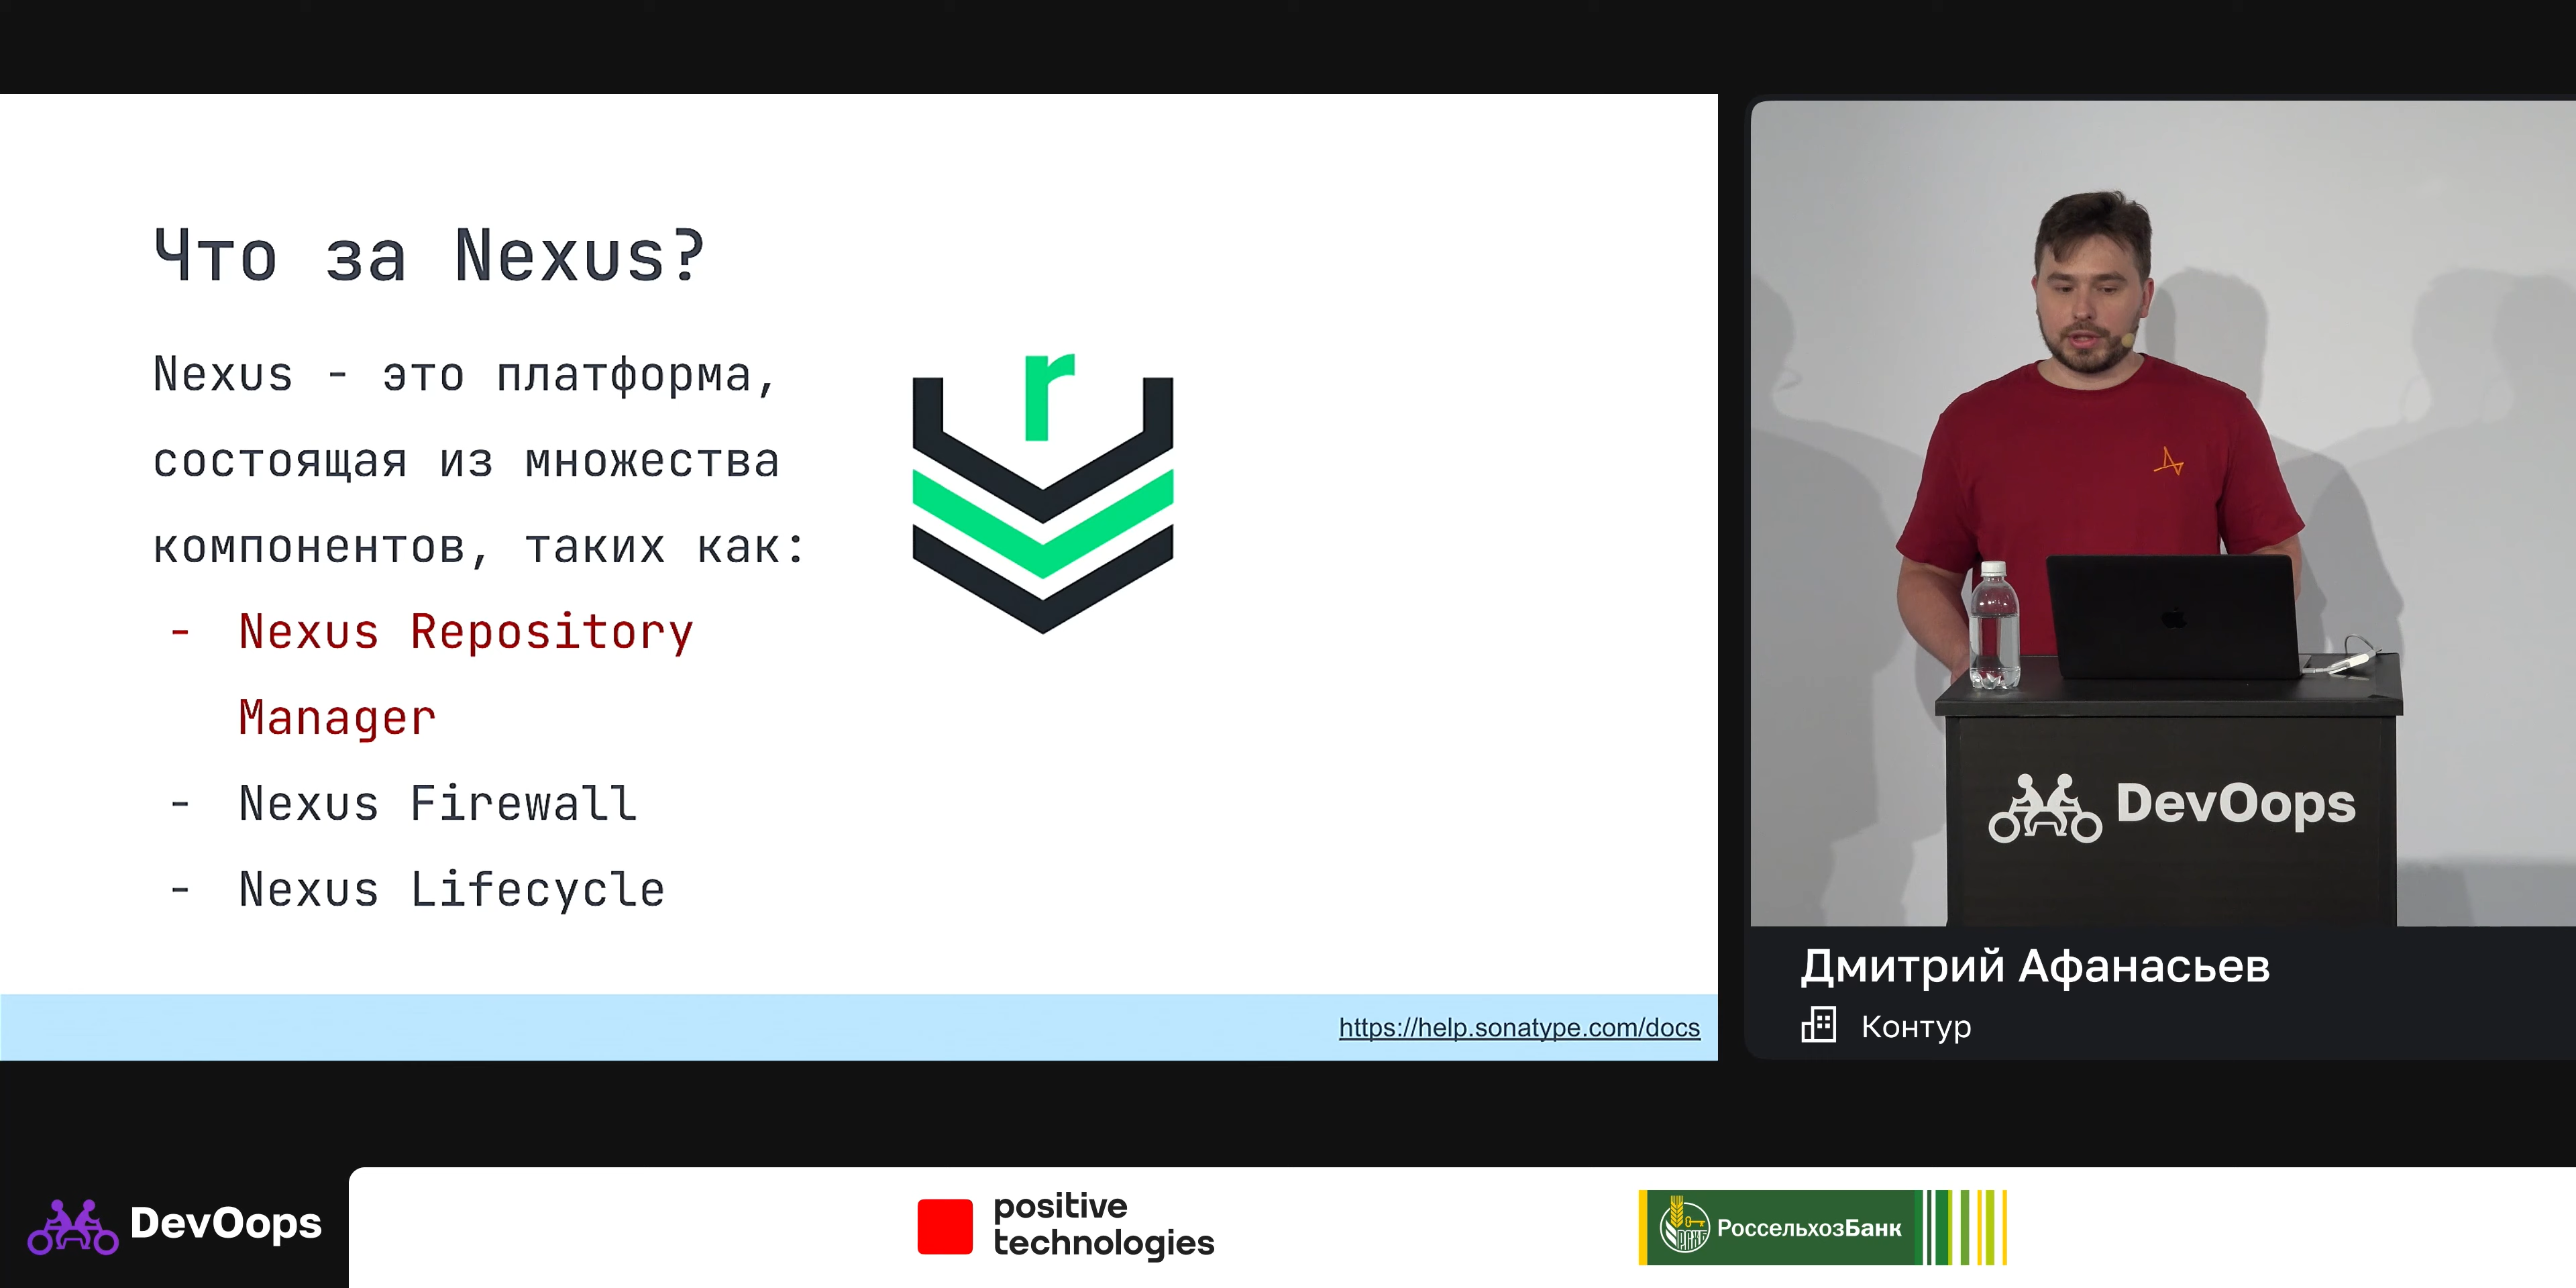 Что за Nexus?
Nexus - это платформа,
состоящая из множества
компонентов, таких как:
- Nexus Repository
Manager
- Nexus Firewall
- Nexus Lifecycle
r
https://help.sonatype.com/docs
DevOops
Дмитрий Афанасьев
Контур
DevOops
positive
technologies
РСХБ
РоссельхозБанк